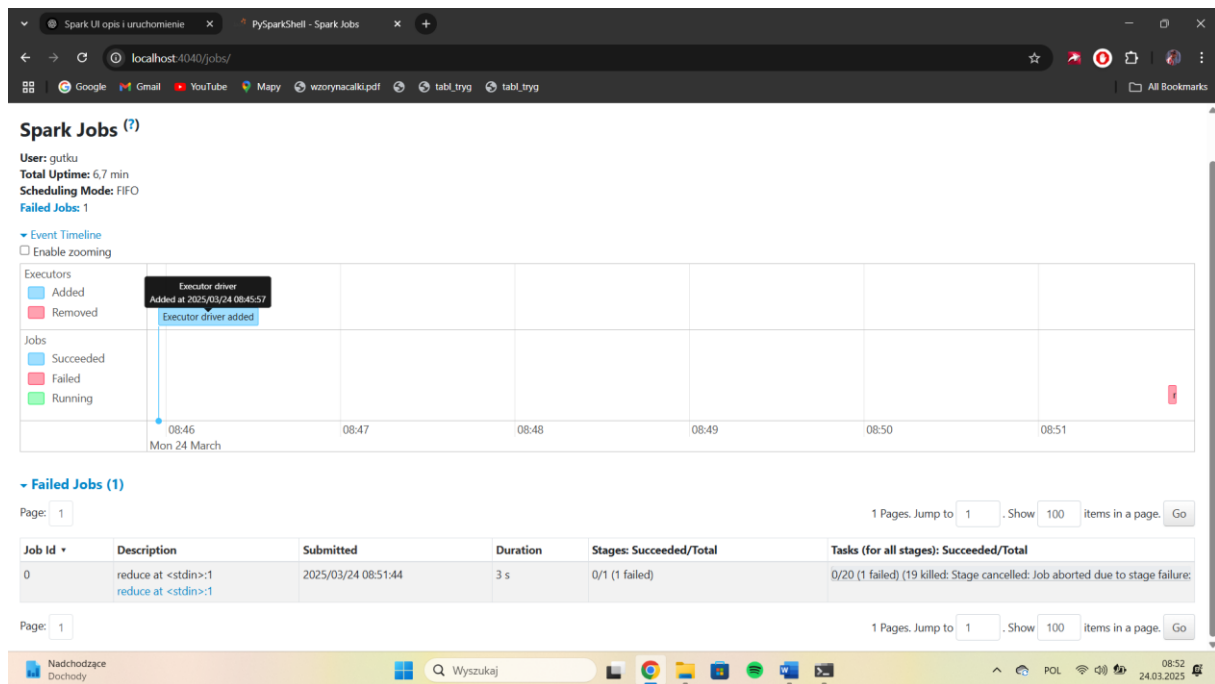 Spark UI opis i uruchomienie
PySparkShell - Spark Jobs
localhost:4040/jobs/
Google Gmail YouTube Mapy wzorynacalki.pdf tabl_tryg tabl_tryg All Bookmarks
Spark Jobs (?)
User: gutku
Total Uptime: 6,7 min
Scheduling Mode: FIFO
Failed Jobs: 1
Event Timeline
Enable zooming
Executors
Added
Removed
Executor driver
Added at 2025/03/24 08:45:57
Executor driver added
Jobs
Succeeded
Failed
Running
r
08:46 08:47 08:48 08:49 08:50 08:51
Mon 24 March
Failed Jobs (1)
Page: 1 1 Pages. Jump to 1 . Show 100 items in a page. Go
Job Id ▾ Description Submitted Duration Stages: Succeeded/Total Tasks (for all stages): Succeeded/Total
0 reduce at <stdin>:1 2025/03/24 08:51:44 3 s 0/1 (1 failed) 0/20 (1 failed) (19 killed: Stage cancelled: Job aborted due to stage failure:
reduce at <stdin>:1
Page: 1 1 Pages. Jump to 1 . Show 100 items in a page. Go
Nadchodzące
Dochody
Wyszukaj
POL
08:52
24.03.2025